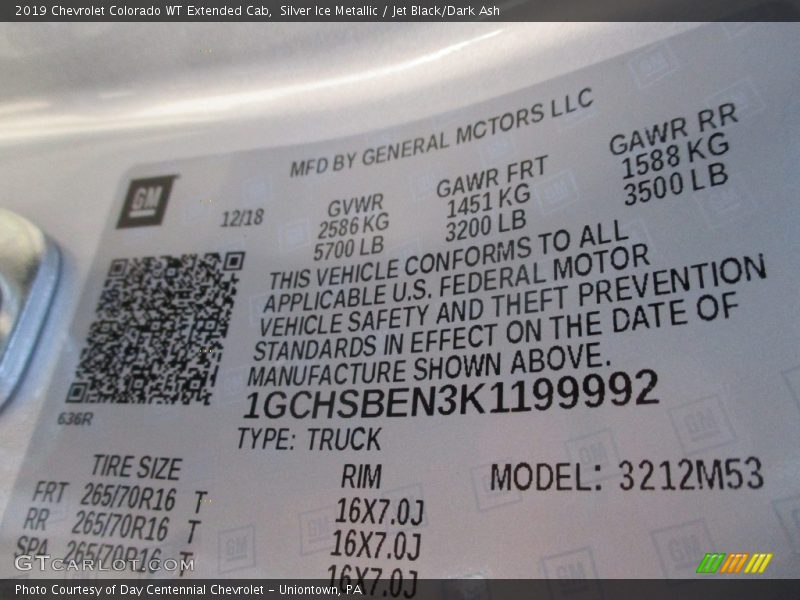 2019 Chevrolet Colorado WT Extended Cab, Silver Ice Metallic / Jet Black/Dark Ash
MFD BY GENERAL MOTORS LLC
GM
12/18
GVWR
2586 KG
5700 LB
GAWR FRT
1451 KG
3200 LB
GAWR RR
1588 KG
3500 LB
THIS VEHICLE CONFORMS TO ALL
APPLICABLE U.S. FEDERAL MOTOR
VEHICLE SAFETY AND THEFT PREVENTION
STANDARDS IN EFFECT ON THE DATE OF
MANUFACTURE SHOWN ABOVE.
1GCHSBEN3K1199992
636R
TYPE: TRUCK
MODEL: 3212M53
TIRE SIZE
RIM
FRT 265/70R16 T
16X7.0J
RR 265/70R16 T
16X7.0J
SPA 265/70R16 T
16X7.0J
GTCARLOT.COM
Photo Courtesy of Day Centennial Chevrolet - Uniontown, PA